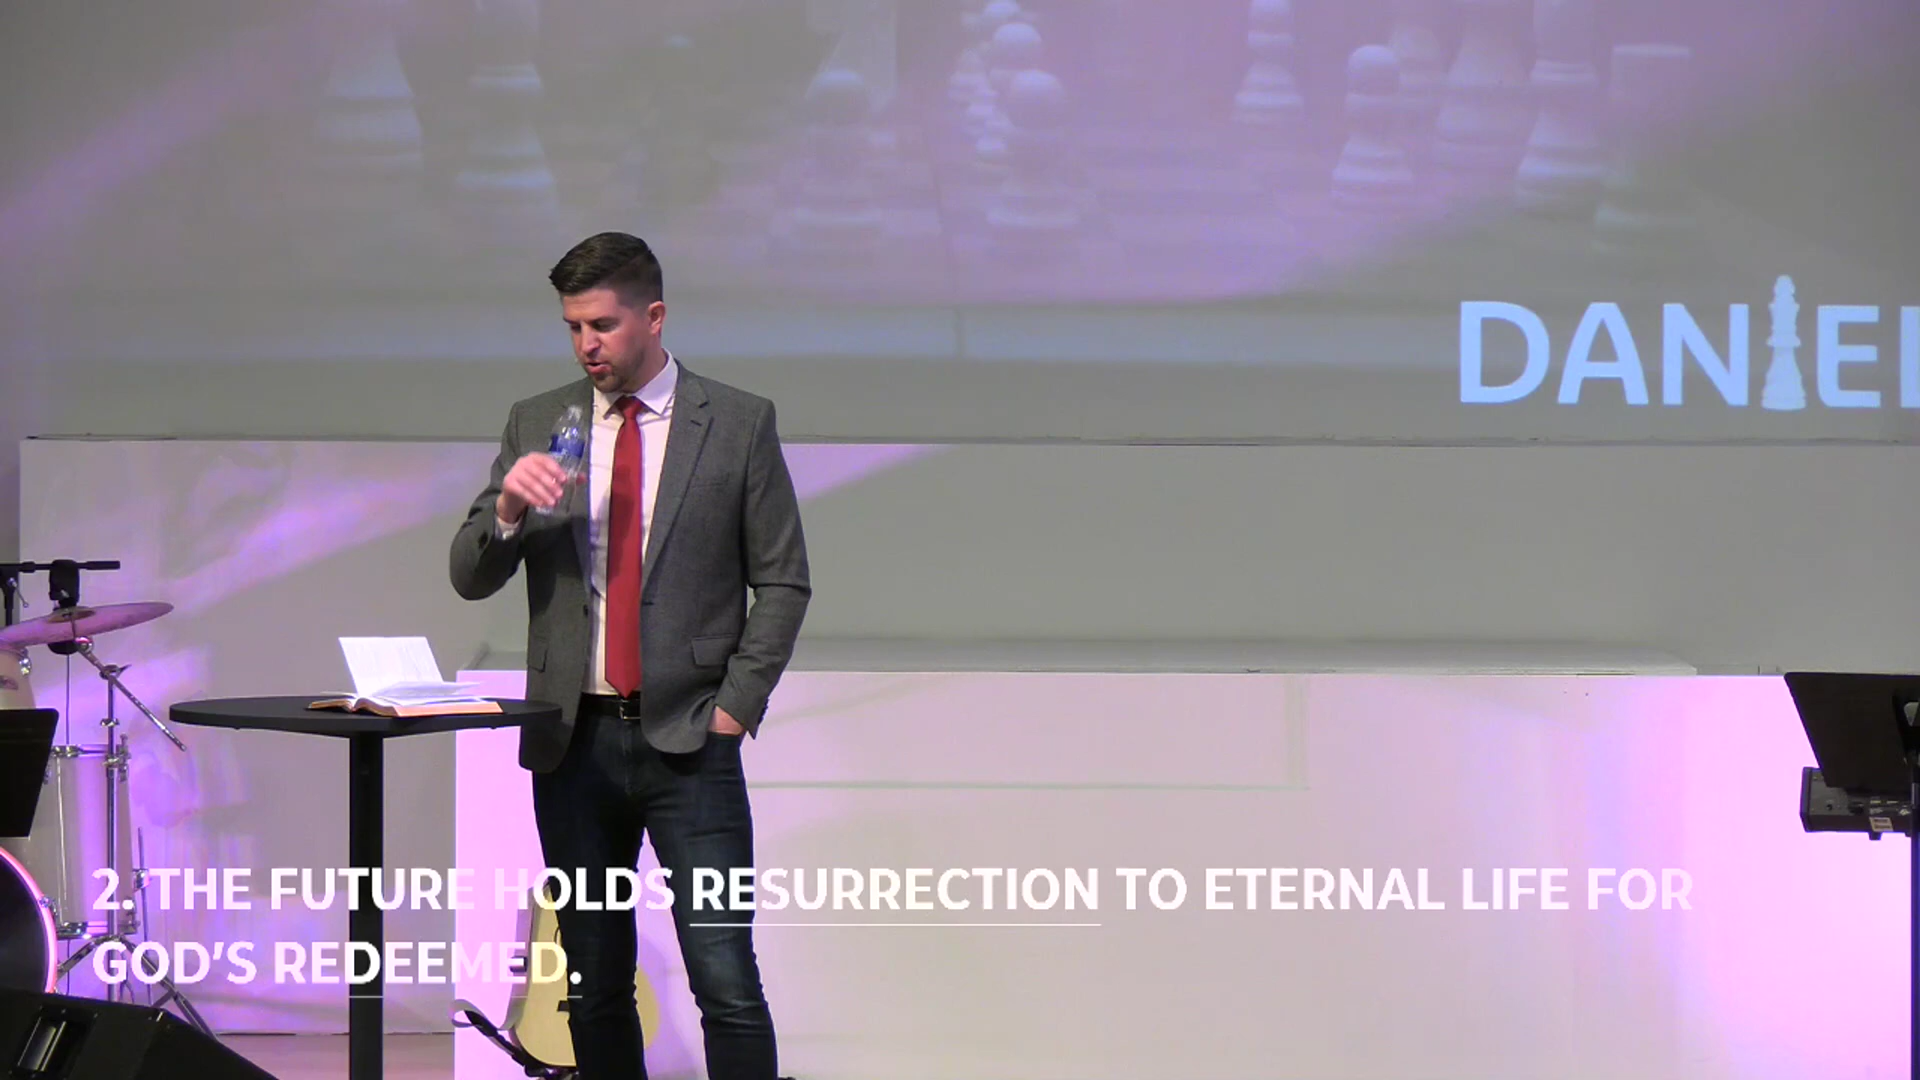 DANIEL
2. THE FUTURE HOLDS RESURRECTION TO ETERNAL LIFE FOR
GOD'S REDEEMED.